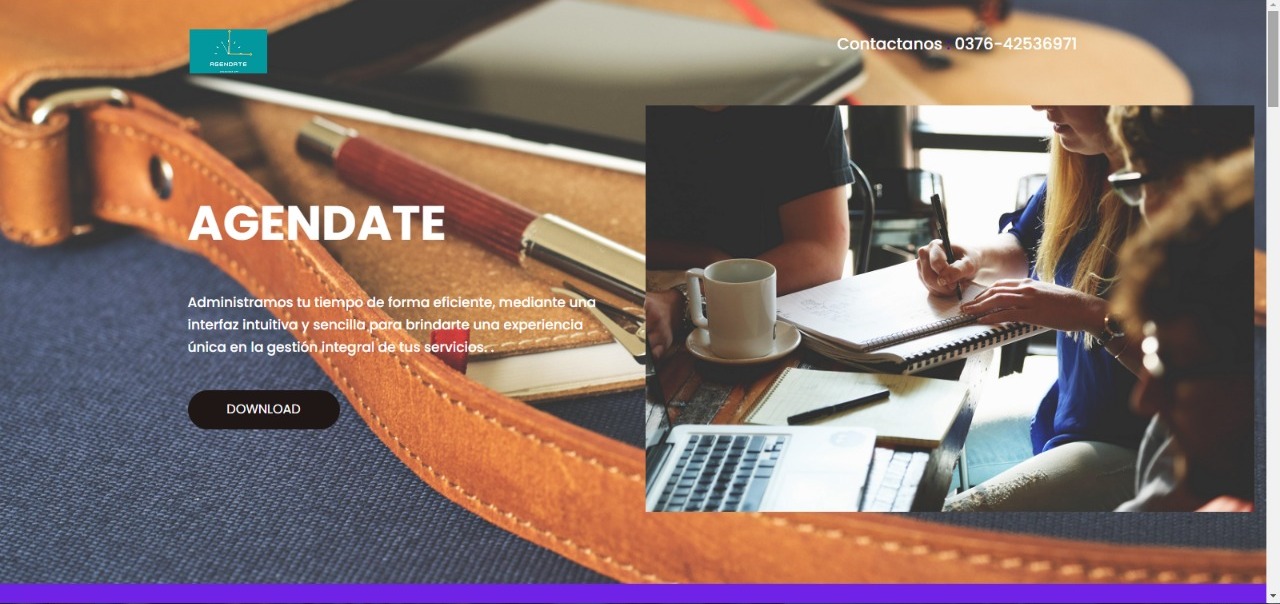 AGENDATE
Contactanos . 0376-42536971
AGENDATE
Administramos tu tiempo de forma eficiente, mediante una
interfaz intuitiva y sencilla para brindarte una experiencia
única en la gestión integral de tus servicios. .
DOWNLOAD